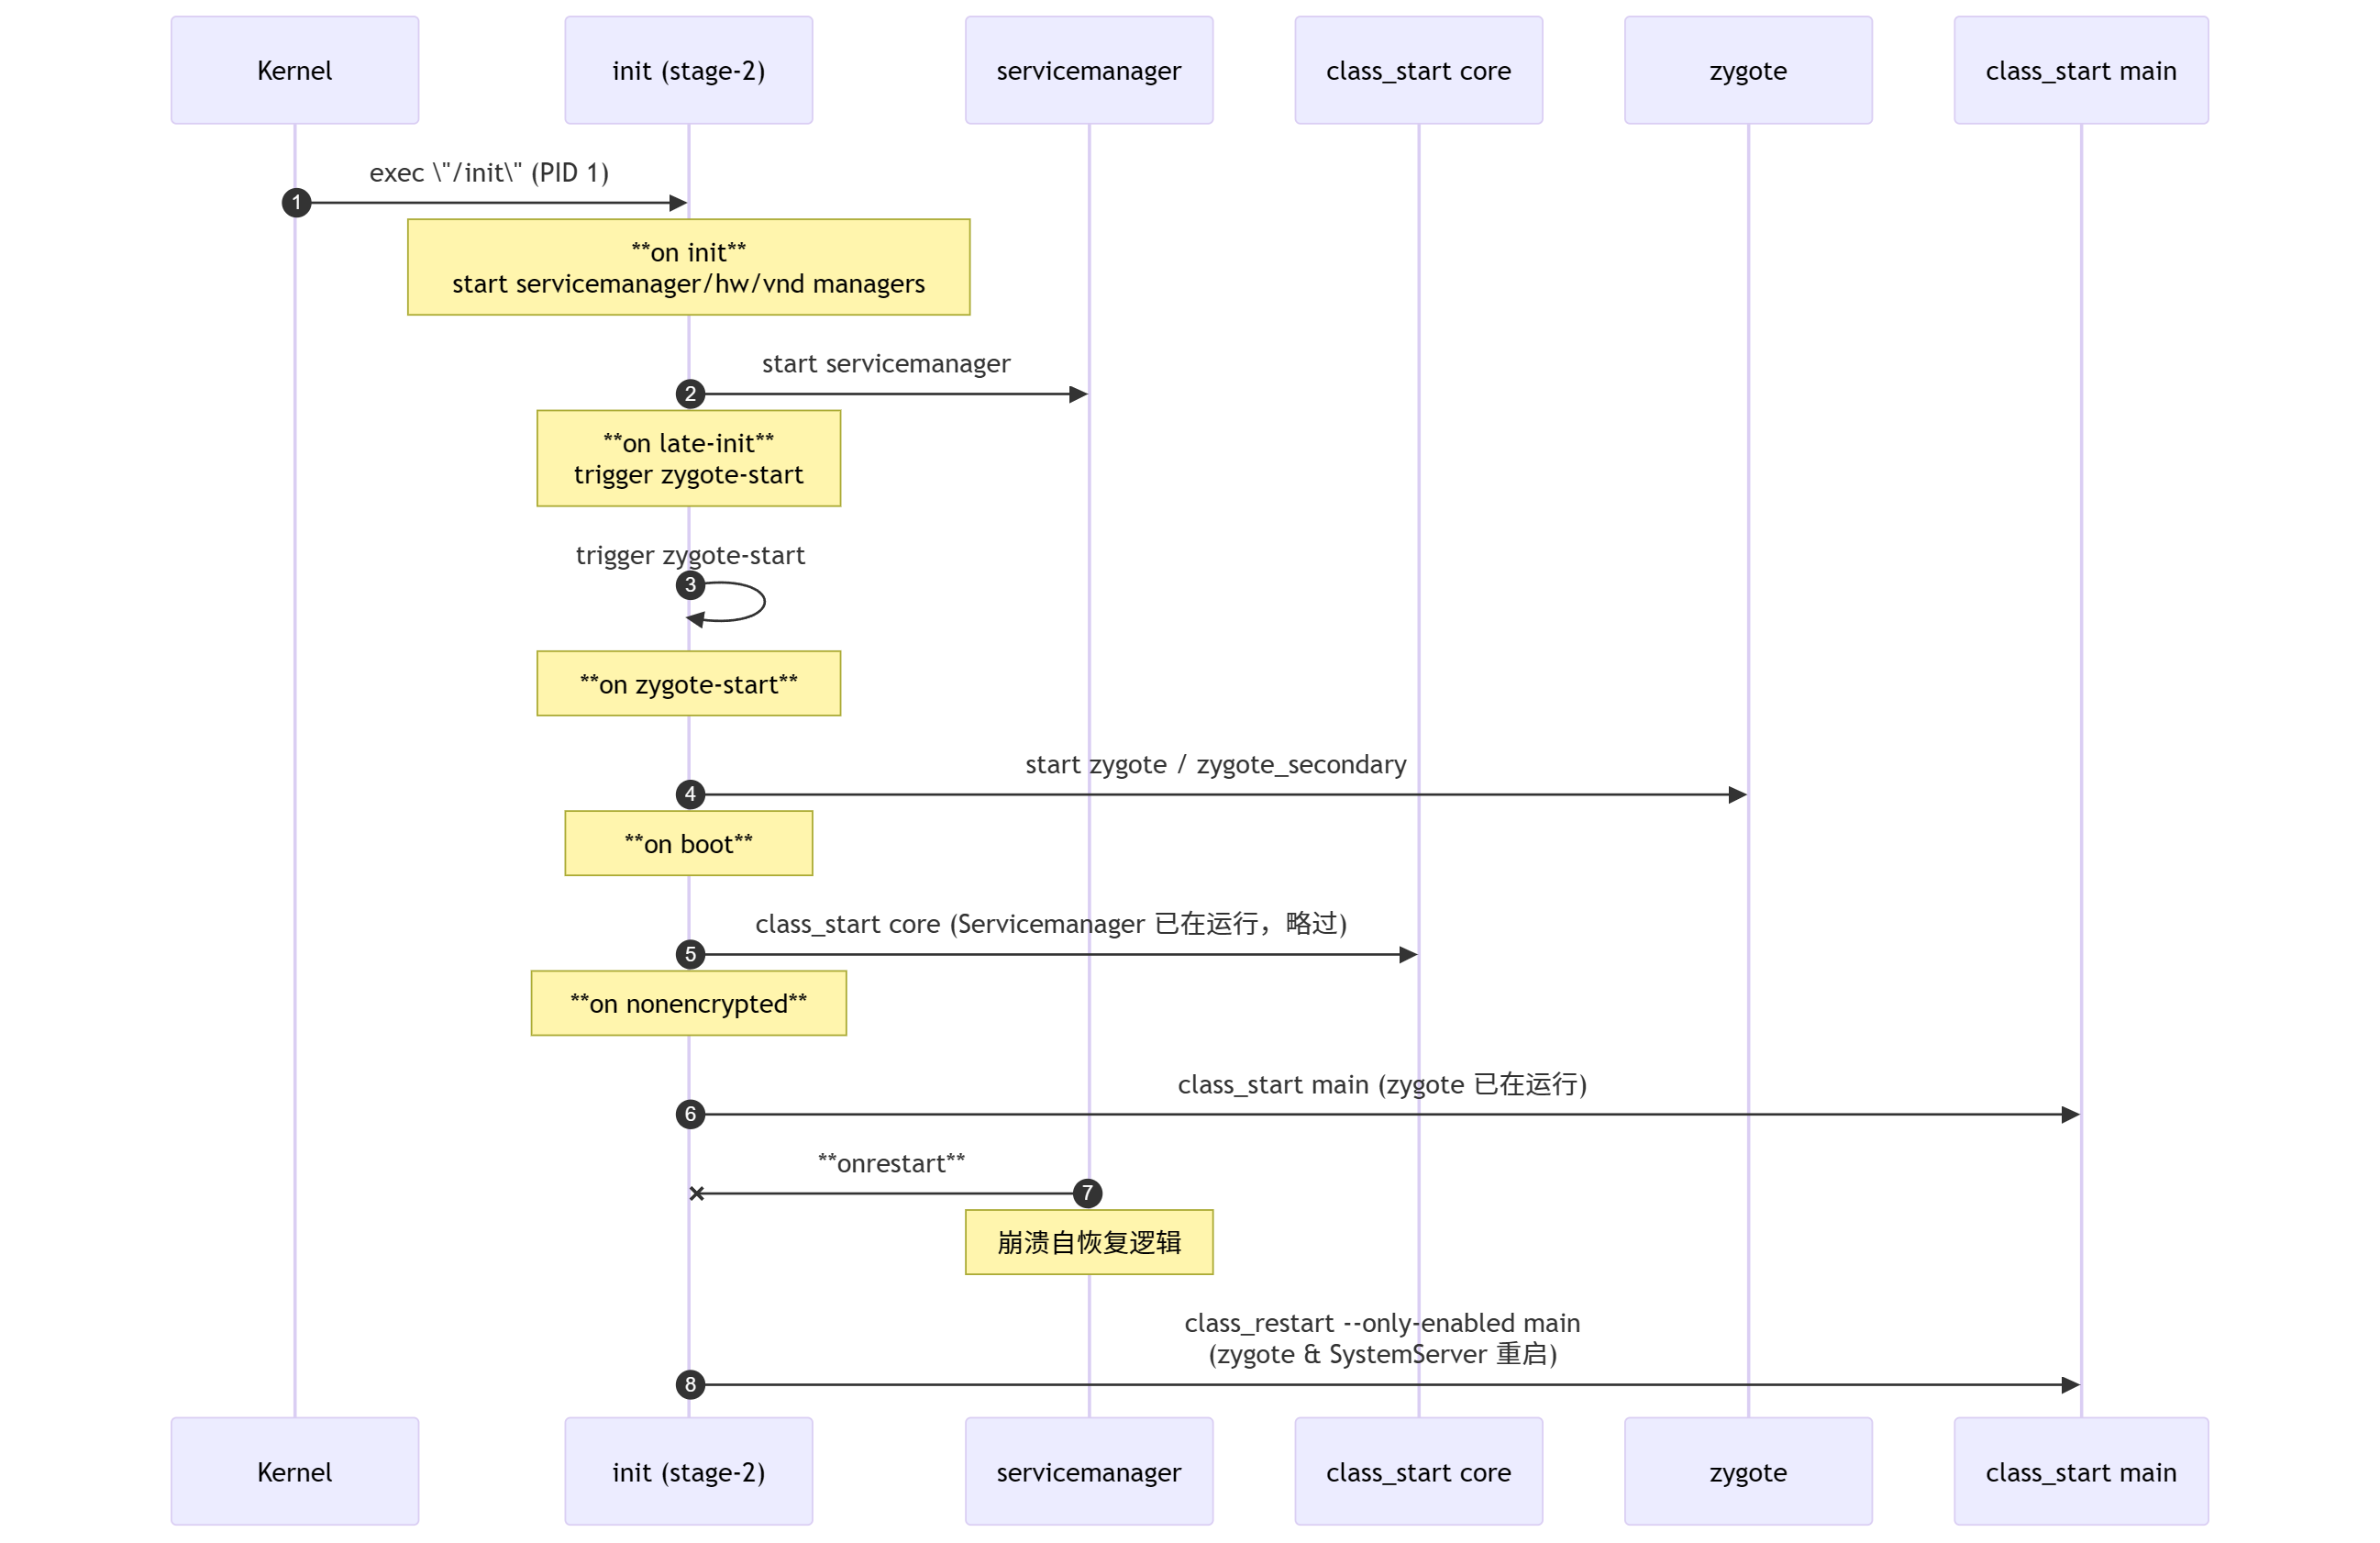 Kernel
init (stage-2)
servicemanager
class_start core
zygote
class_start main
exec \"/init\" (PID 1)
1
**on init**
start servicemanager/hw/vnd managers
start servicemanager
2
**on late-init**
trigger zygote-start
trigger zygote-start
3
**on zygote-start**
start zygote / zygote_secondary
4
**on boot**
class_start core (Servicemanager 已在运行，略过)
5
**on nonencrypted**
class_start main (zygote 已在运行)
6
**onrestart**
7
崩溃自恢复逻辑
class_restart --only-enabled main
(zygote & SystemServer 重启)
8
Kernel
init (stage-2)
servicemanager
class_start core
zygote
class_start main